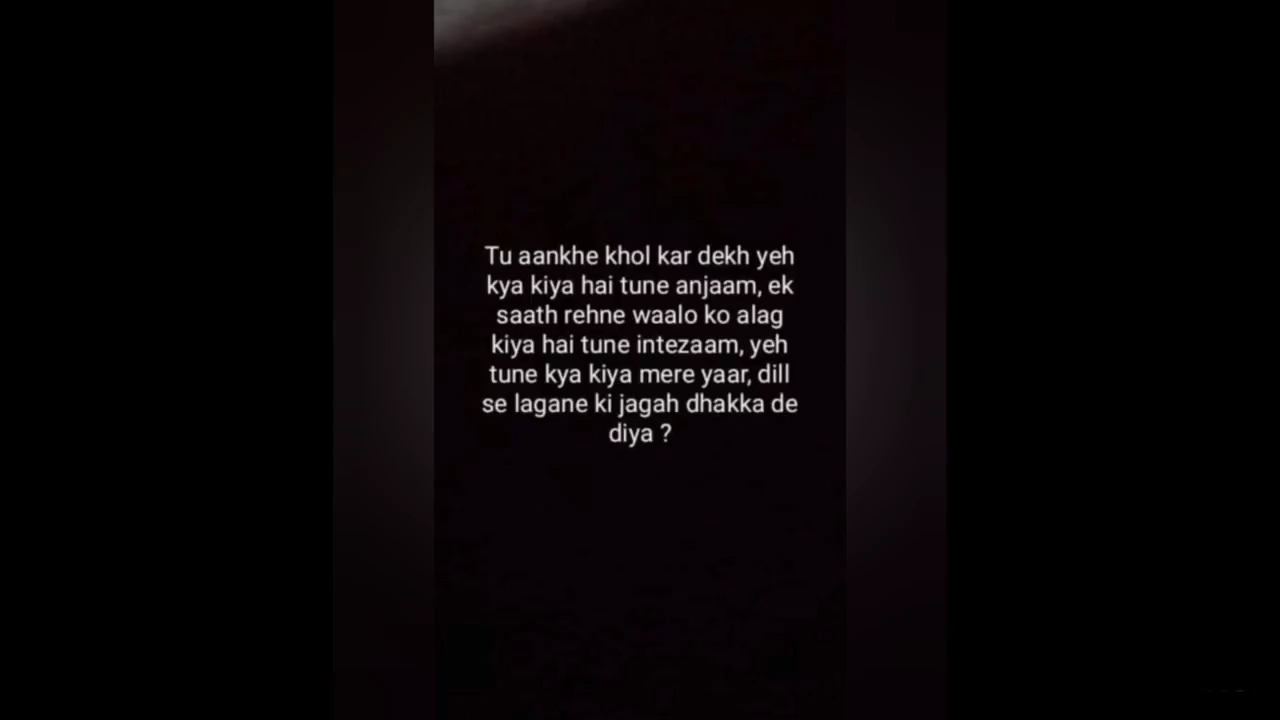 Tu aankhe khol kar dekh yeh
kya kiya hai tune anjaam, ek
saath rehne waalo ko alag
kiya hai tune intezaam, yeh
tune kya kiya mere yaar, dill
se lagane ki jagah dhakka de
diya ?